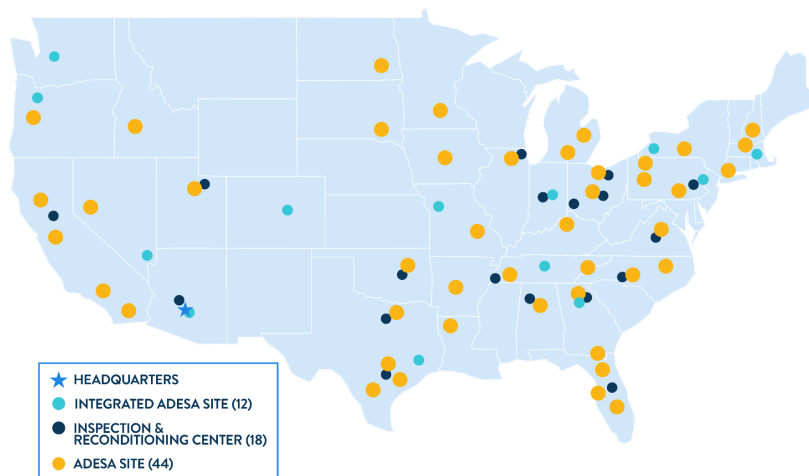 HEADQUARTERS
INTEGRATED ADESA SITE (12)
INSPECTION &
RECONDITIONING CENTER (18)
ADESA SITE (44)